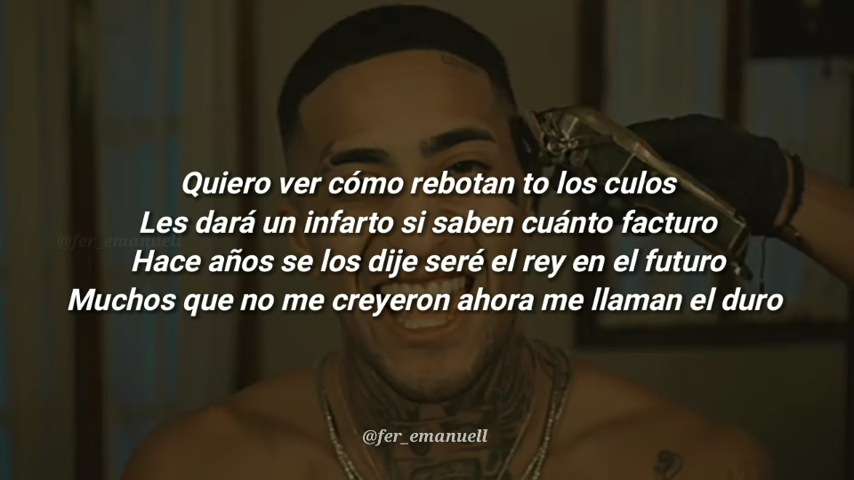 Quiero ver cómo rebotan to los culos
Les dará un infarto si saben cuánto facturo
@fer_emanuell
Hace años se los dije seré el rey en el futuro
Muchos que no me creyeron ahora me llaman el duro
@fer_emanuell